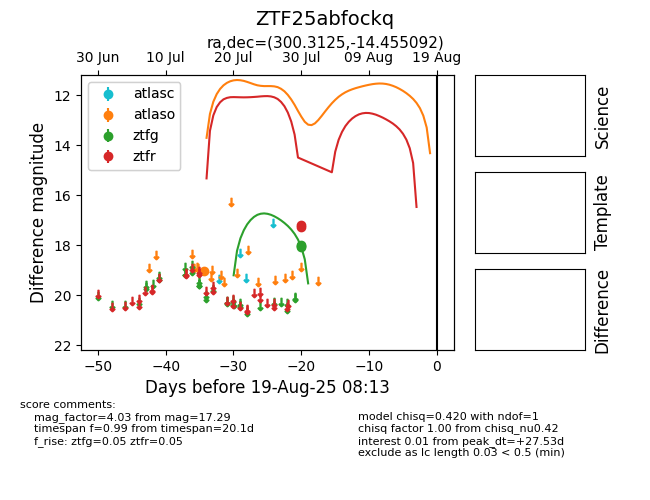 ZTF25abfockq
ra,dec=(300.3125,-14.455092)
30 Jun 10 Jul 20 Jul 30 Jul 09 Aug 19 Aug
atlasc
atlaso
ztfg
ztfr
12
14
16
18
20
22
Difference magnitude
−50 −40 −30 −20 −10 0
Days before 19-Aug-25 08:13
Science
Template
Difference
score comments:
mag_factor=4.03 from mag=17.29
timespan f=0.99 from timespan=20.1d
f_rise: ztfg=0.05 ztfr=0.05
model chisq=0.420 with ndof=1
chisq factor 1.00 from chisq_nu0.42
interest 0.01 from peak_dt=+27.53d
exclude as lc length 0.03 < 0.5 (min)